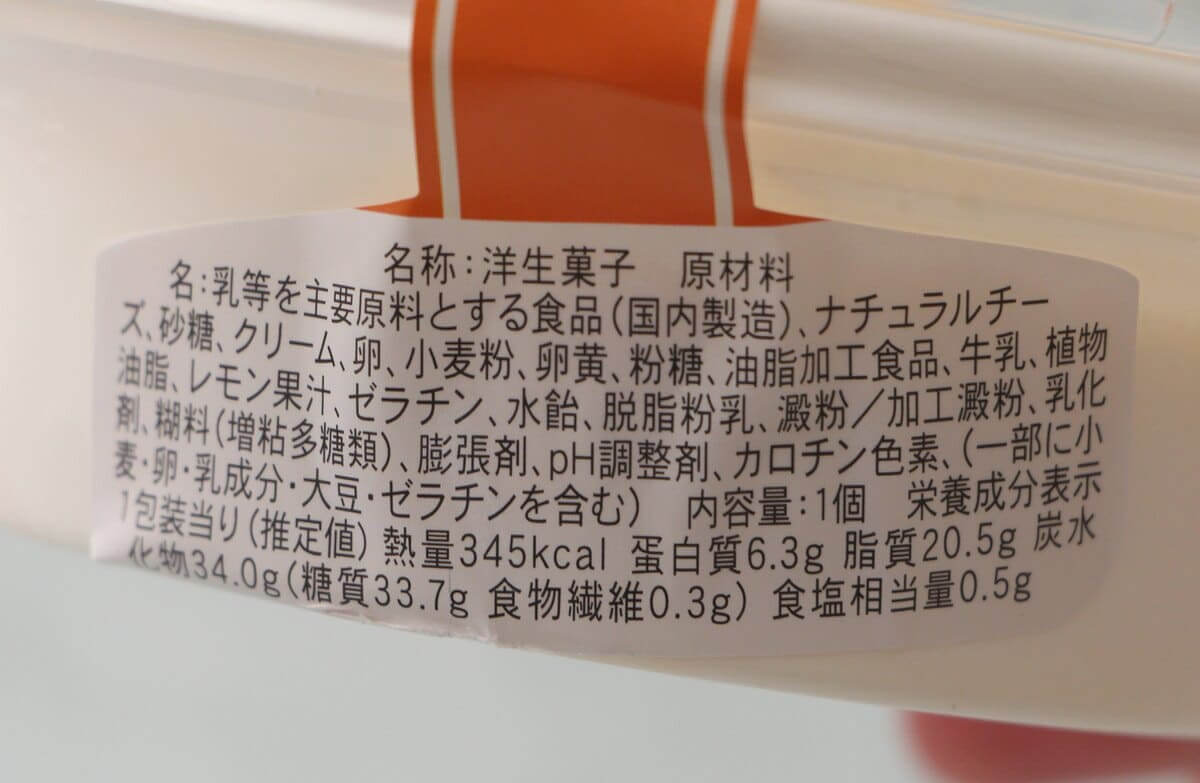 名称:洋生菓子　原材料
名:乳等を主要原料とする食品(国内製造)、ナチュラルチー
ズ、砂糖、クリーム、卵、小麦粉、卵黄、粉糖、油脂加工食品、牛乳、植物
油脂、レモン果汁、ゼラチン、水飴、脱脂粉乳、澱粉/加工澱粉、乳化
剤、糊料(増粘多糖類)、膨張剤、pH調整剤、カロチン色素、(一部に小
麦・卵・乳成分・大豆・ゼラチンを含む)　内容量:1個　栄養成分表示
1包装当り(推定値) 熱量345kcal 蛋白質6.3g 脂質20.5g 炭水
化物34.0g(糖質33.7g 食物繊維0.3g) 食塩相当量0.5g